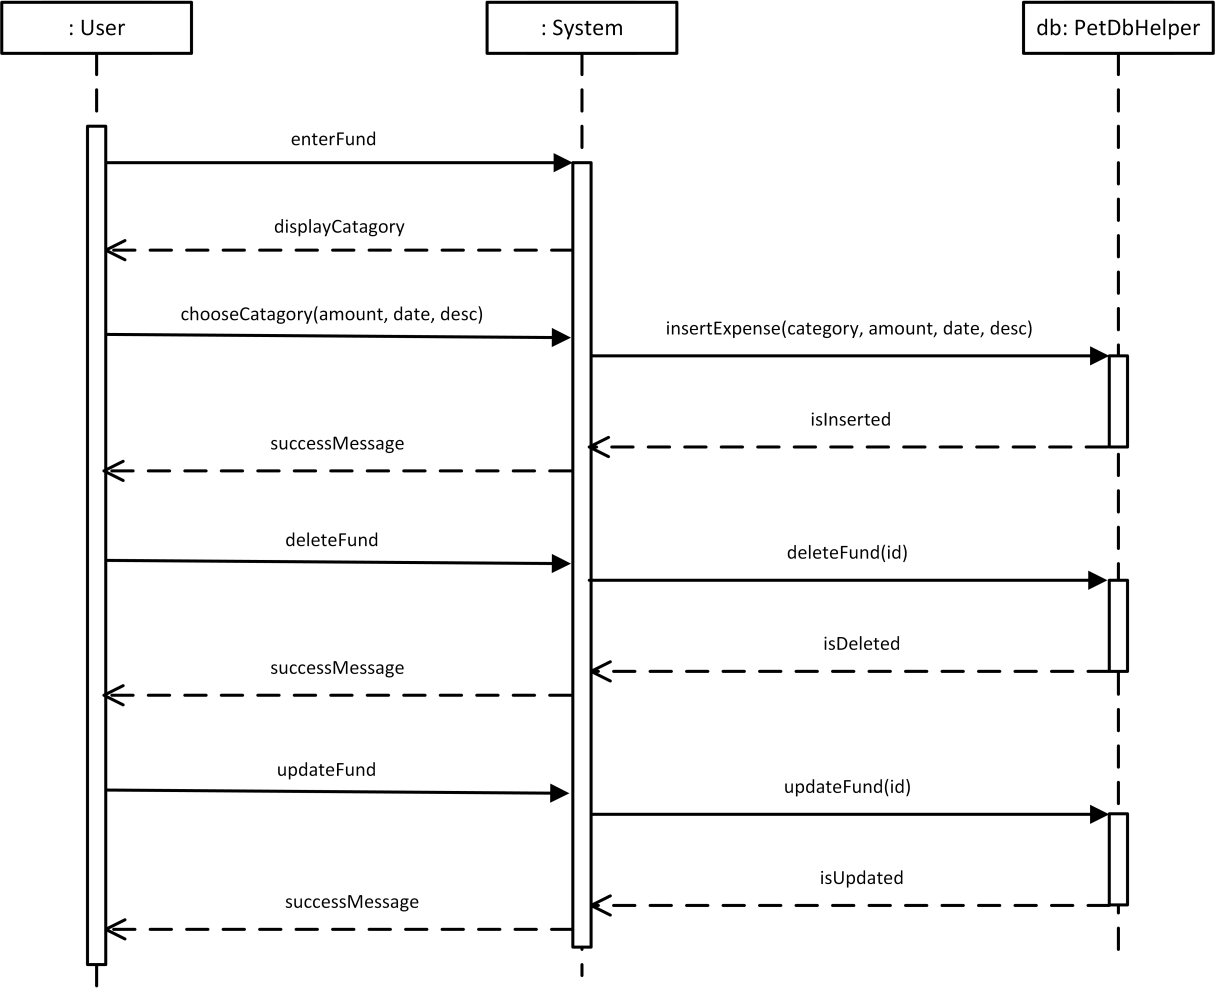 : User
: System
db: PetDbHelper
enterFund
displayCatagory
chooseCatagory(amount, date, desc)
insertExpense(category, amount, date, desc)
isInserted
successMessage
deleteFund
deleteFund(id)
isDeleted
successMessage
updateFund
updateFund(id)
isUpdated
successMessage